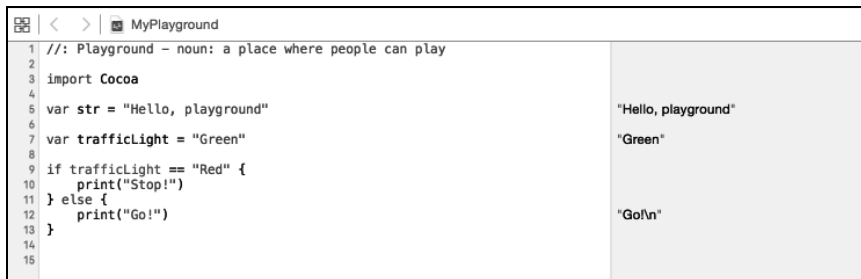 MyPlayground
1 //: Playground – noun: a place where people can play "Hello, playground"
2
3 import Cocoa
4
5 var str = "Hello, playground" "Hello, playground"
6
7 var trafficLight = "Green" "Green"
8
9 if trafficLight == "Red" {
10     print("Stop!")
11 } else {
12     print("Go!") "Go!\n"
13 }
14
15